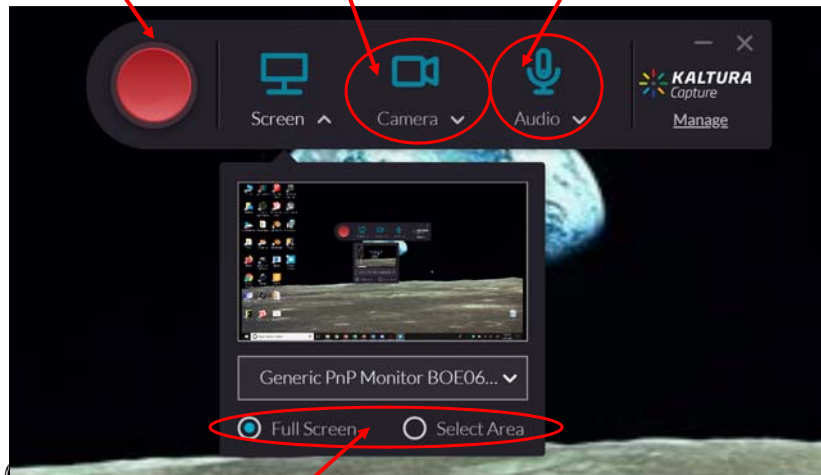 Screen Camera Audio
KALTURA
Capture
Manage
Generic PnP Monitor BOE06...
Full Screen Select Area